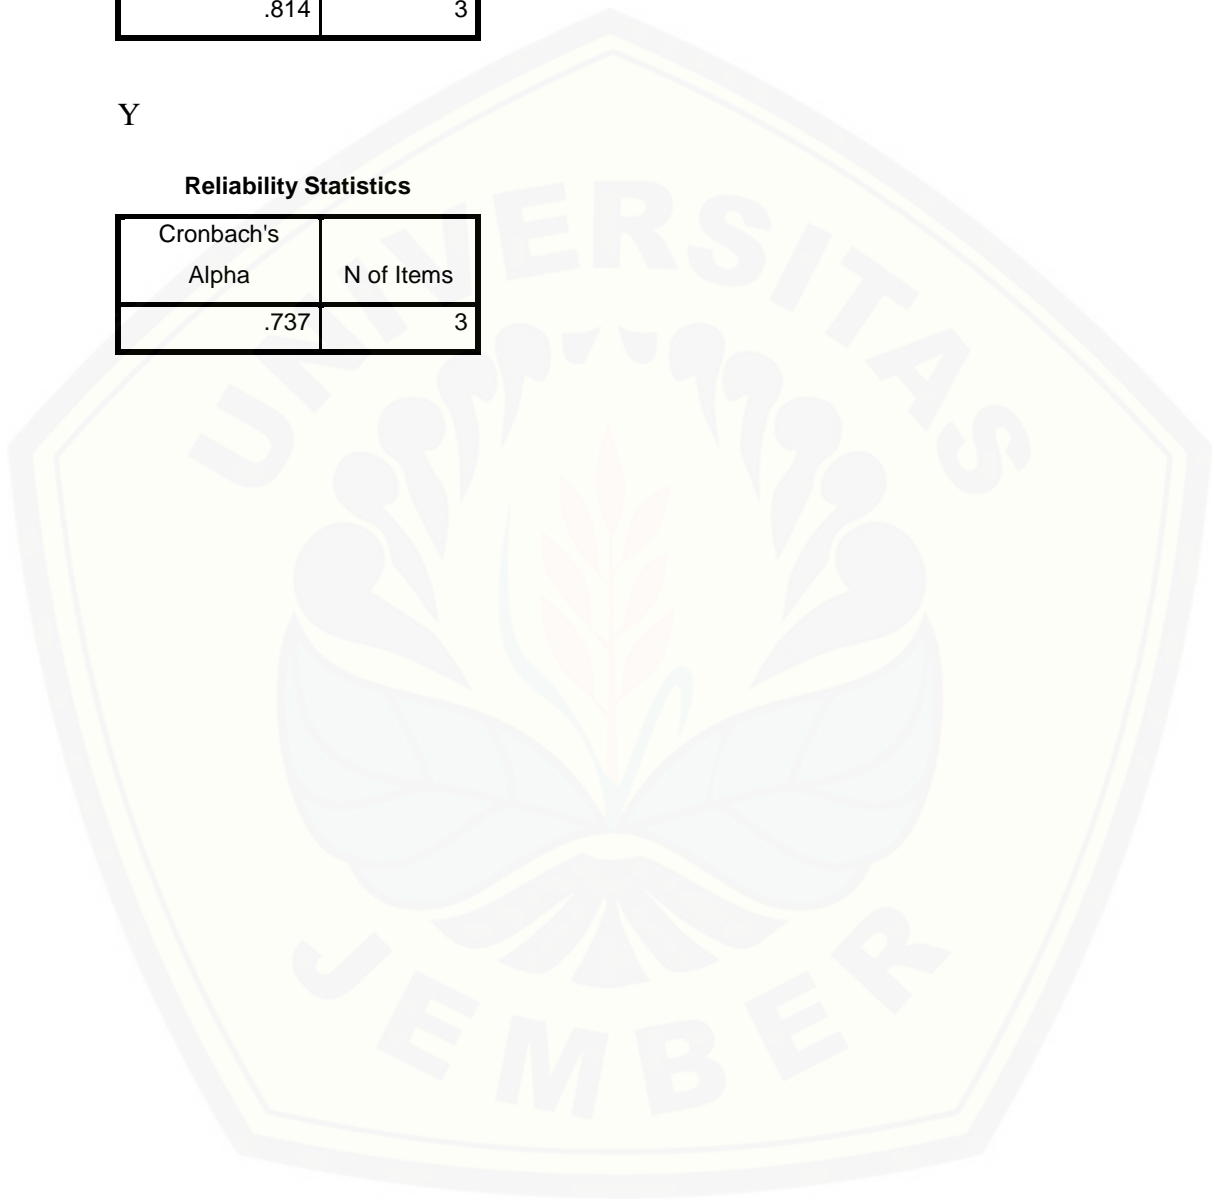 .814 3
Y
Reliability Statistics
Cronbach's
Alpha N of Items
.737 3
UNIVERSITAS
JEMBER